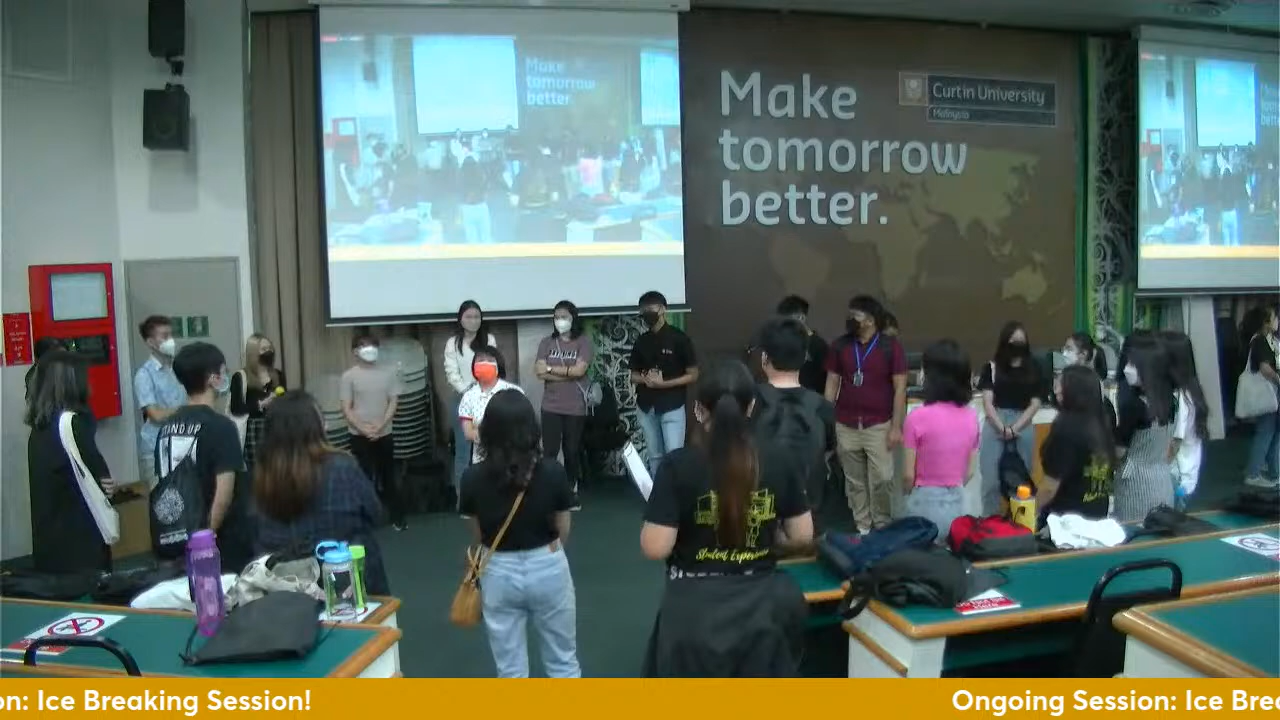 Make
tomorrow
better.
Curtin University
Malaysia
Make
tomorrow
better.
STAND UP
Student Experience
on: Ice Breaking Session!
Ongoing Session: Ice Brea